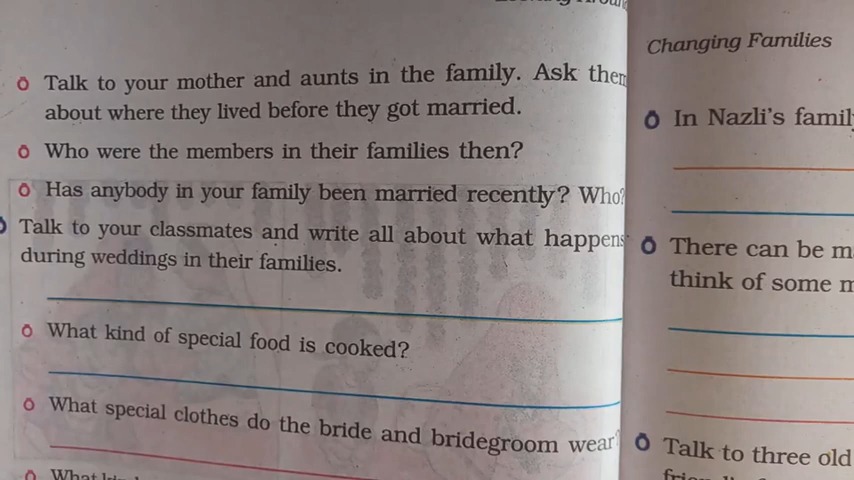 Talk to your mother and aunts in the family. Ask them
about where they lived before they got married.
Who were the members in their families then?
Has anybody in your family been married recently? Who?
Talk to your classmates and write all about what happens
during weddings in their families.
What kind of special food is cooked?
What special clothes do the bride and bridegroom wear?
What
Changing Families
In Nazli's family
There can be m
think of some m
Talk to three old